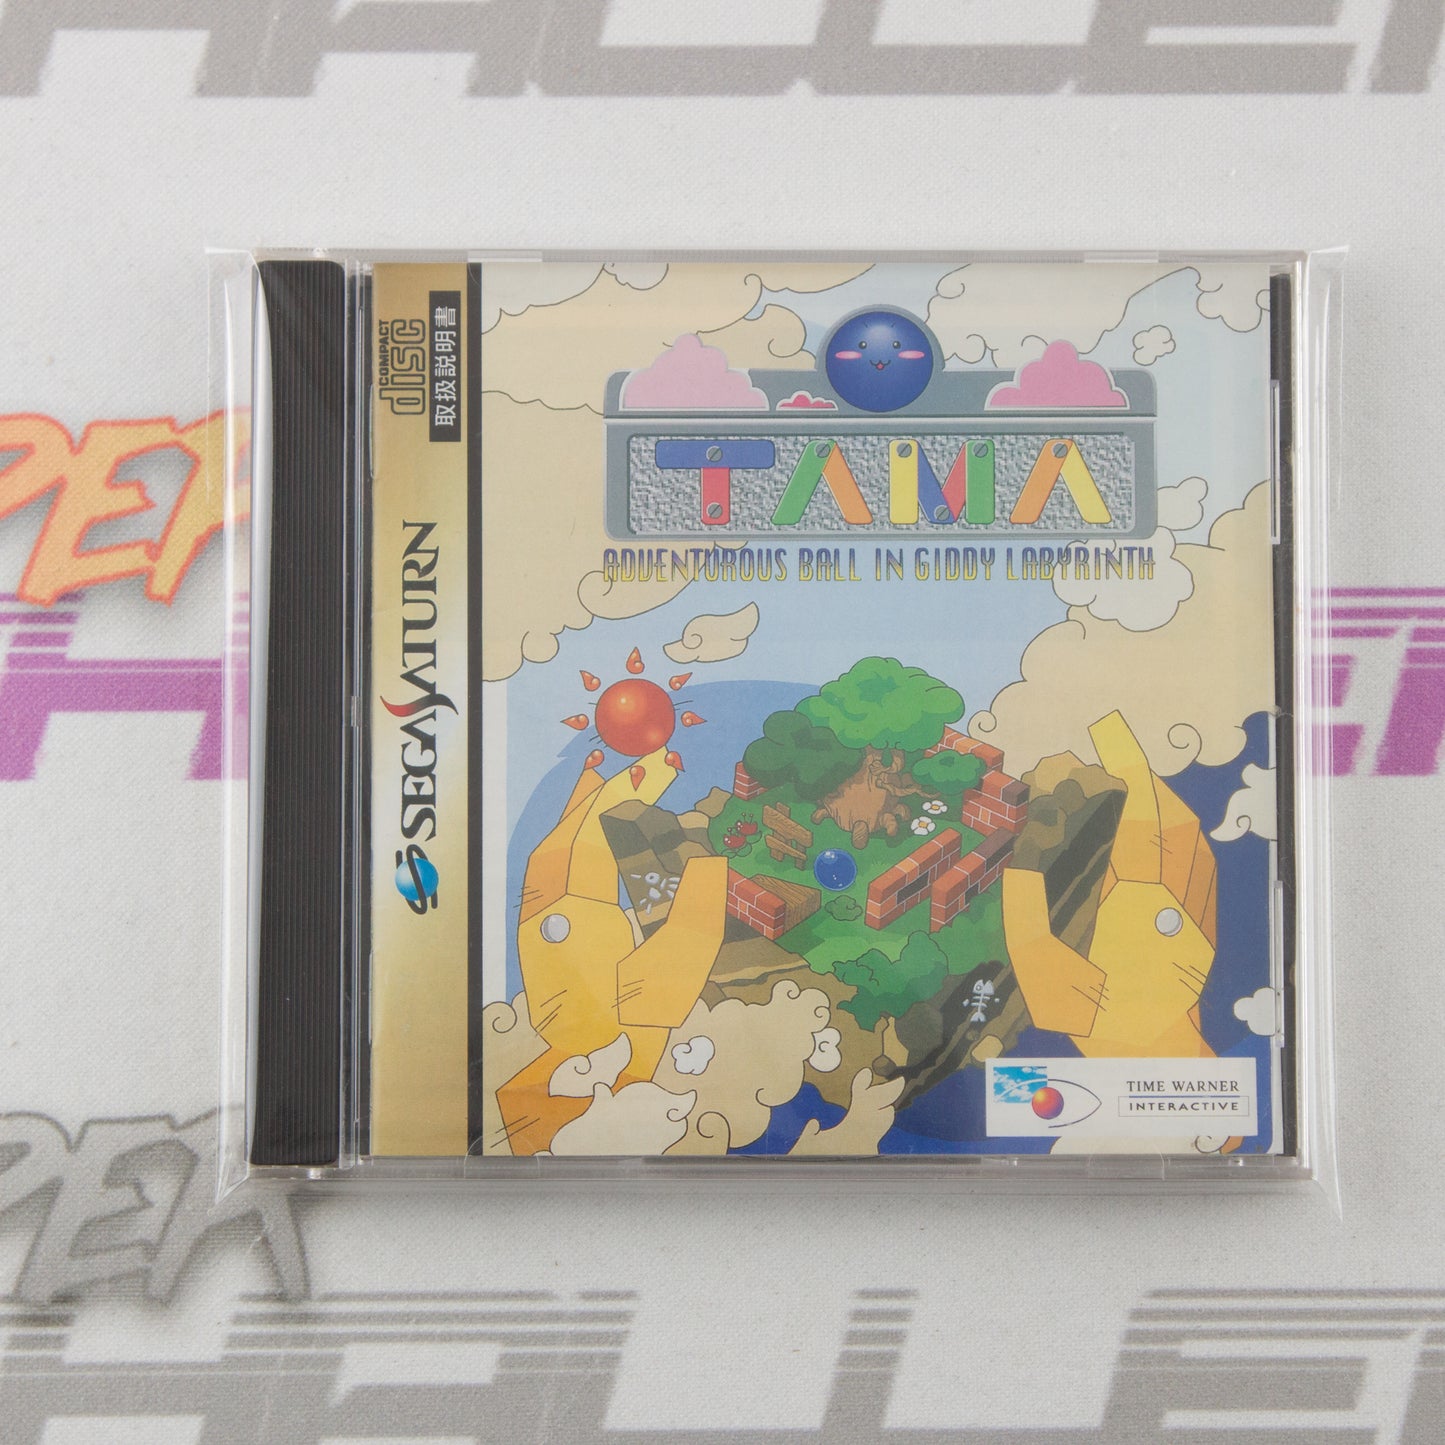 COMPACT
disc
取扱説明書
SEGA SATURN
TAMA
ADVENTUROUS BALL IN GIDDY LABYRINTH
TIME WARNER
INTERACTIVE